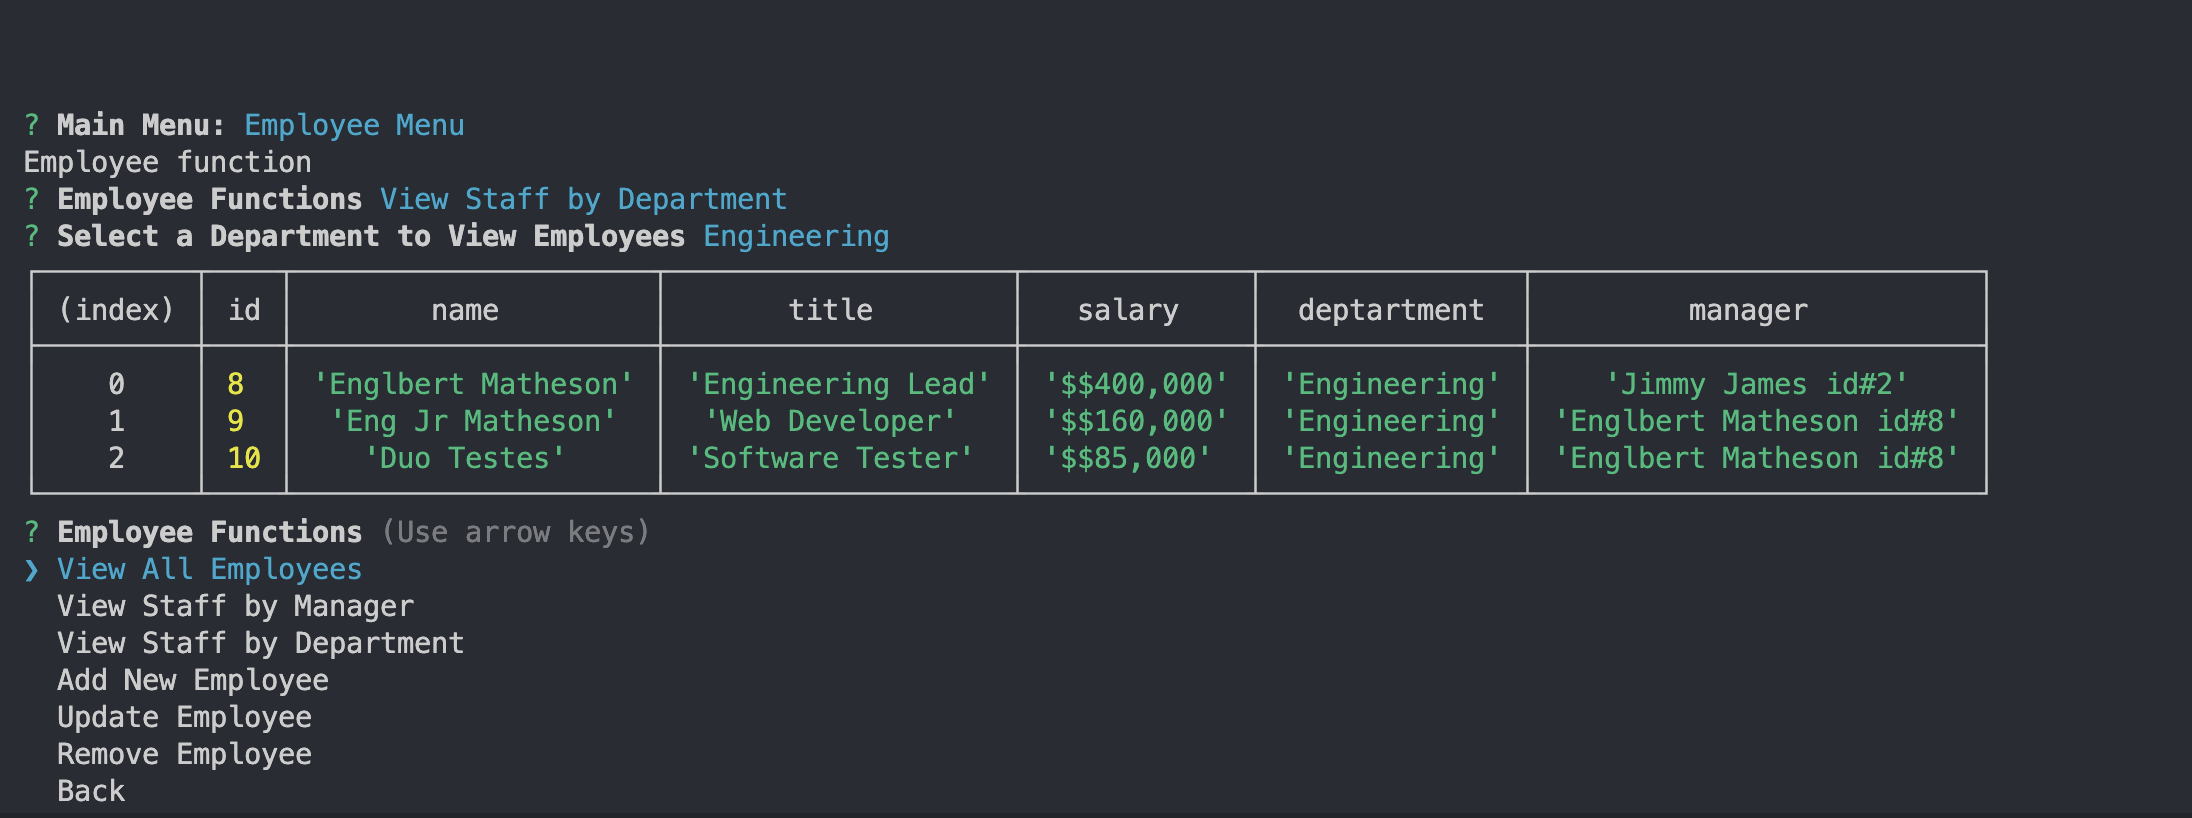 ? Main Menu: Employee Menu
Employee function
? Employee Functions View Staff by Department
? Select a Department to View Employees Engineering
(index) id name title salary deptartment manager
0 8 'Englbert Matheson' 'Engineering Lead' '$$400,000' 'Engineering' 'Jimmy James id#2'
1 9 'Eng Jr Matheson' 'Web Developer' '$$160,000' 'Engineering' 'Englbert Matheson id#8'
2 10 'Duo Testes' 'Software Tester' '$$85,000' 'Engineering' 'Englbert Matheson id#8'
? Employee Functions (Use arrow keys)
❯ View All Employees
View Staff by Manager
View Staff by Department
Add New Employee
Update Employee
Remove Employee
Back